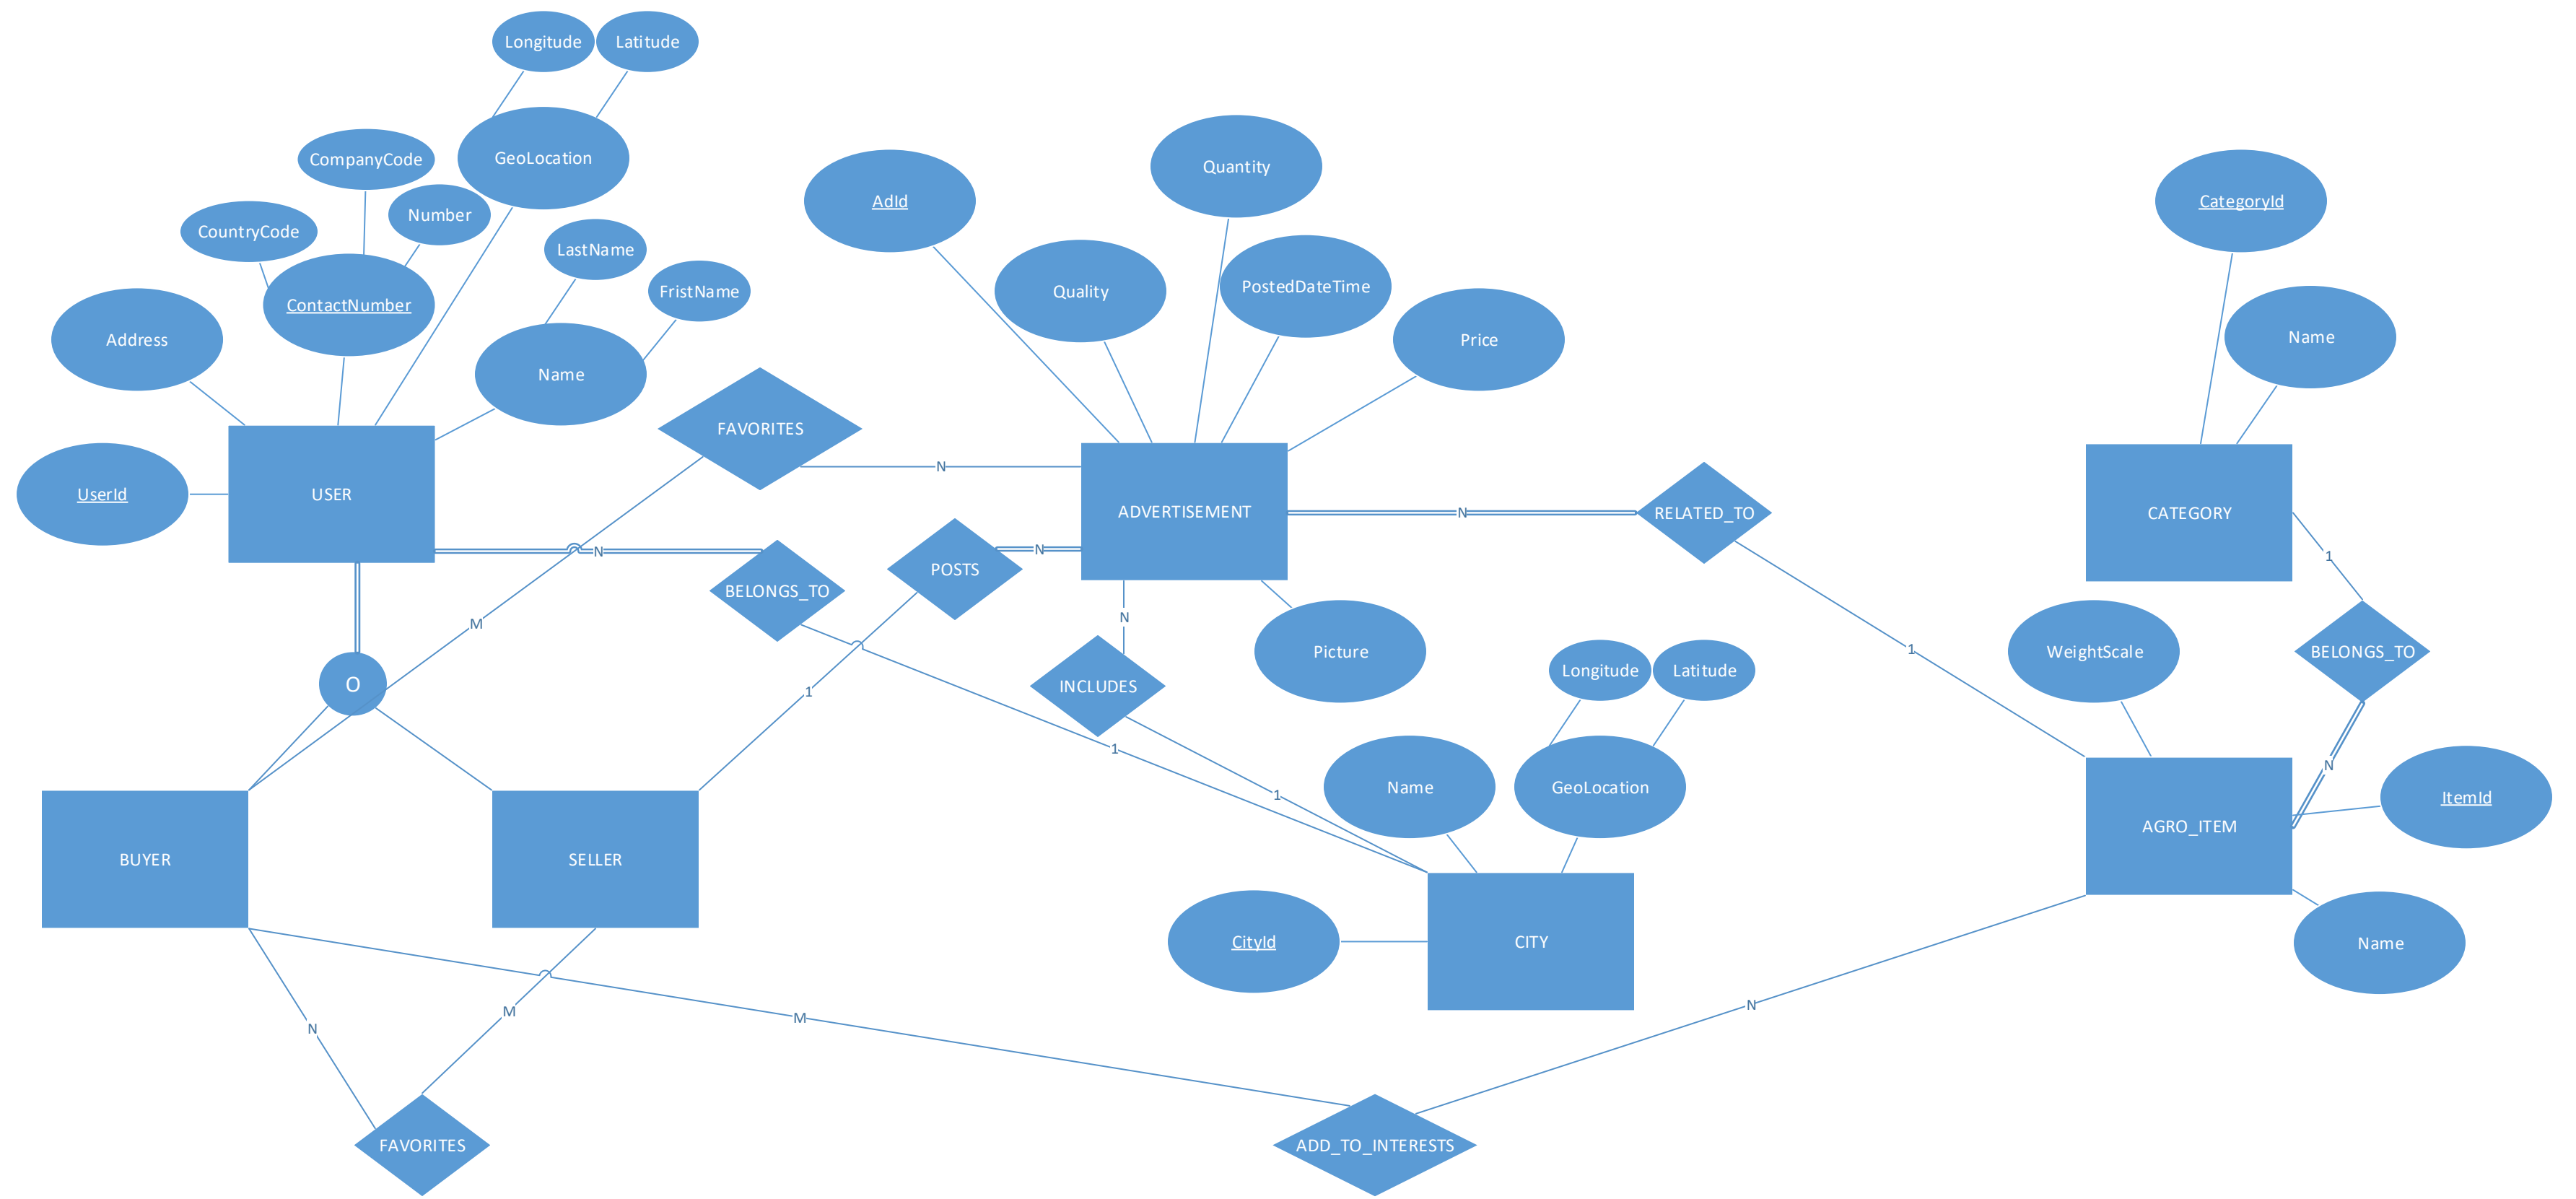 Longitude
Latitude
GeoLocation
CompanyCode
Number
CountryCode
ContactNumber
LastName
FristName
Address
Name
UserId
USER
FAVORITES
AdId
Quantity
Quality
PostedDateTime
Price
CategoryId
Name
N
ADVERTISEMENT
N
RELATED_TO
CATEGORY
N
BELONGS_TO
POSTS
N
1
M
N
WeightScale
BELONGS_TO
Picture
1
O
1
INCLUDES
Longitude
Latitude
1
1
Name
GeoLocation
N
ItemId
AGRO_ITEM
BUYER
SELLER
CityId
CITY
Name
N
M
M
N
FAVORITES
ADD_TO_INTERESTS